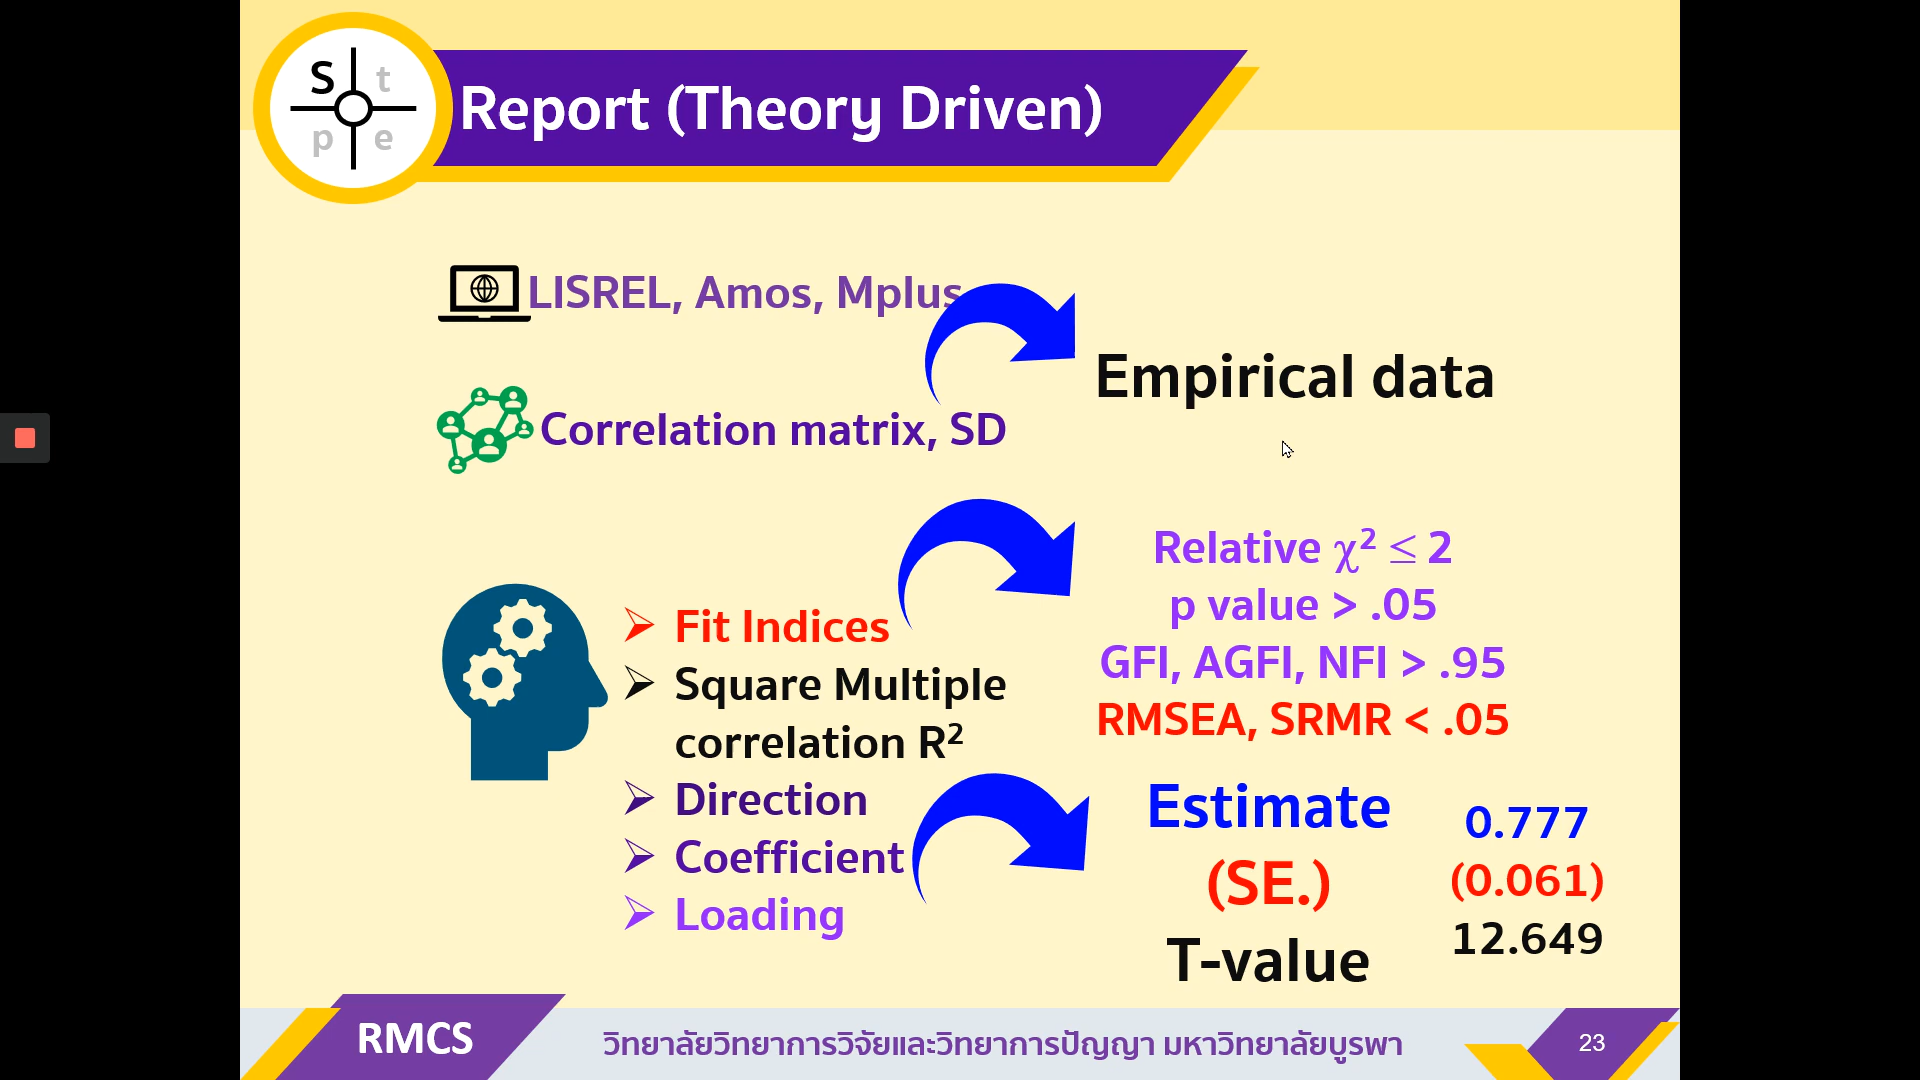 S t
p e
Report (Theory Driven)
LISREL, Amos, Mplus
Correlation matrix, SD
Empirical data
Fit Indices
Square Multiple
correlation R²
Direction
Coefficient
Loading
Relative χ² ≤ 2
p value > .05
GFI, AGFI, NFI > .95
RMSEA, SRMR < .05
Estimate
(SE.)
T-value
0.777
(0.061)
12.649
RMCS
วิทยาลัยวิทยาการวิจัยและวิทยาการปัญญา มหาวิทยาลัยบูรพา
23